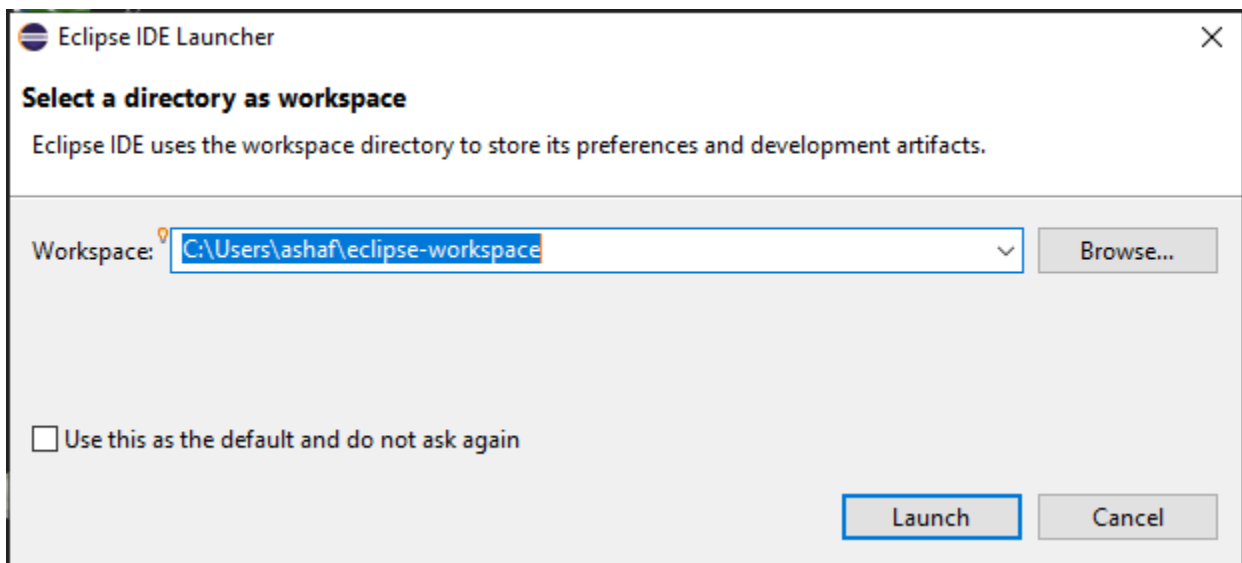 Eclipse IDE Launcher
Select a directory as workspace
Eclipse IDE uses the workspace directory to store its preferences and development artifacts.
Workspace: C:\Users\ashaf\eclipse-workspace Browse...
Use this as the default and do not ask again
Launch Cancel